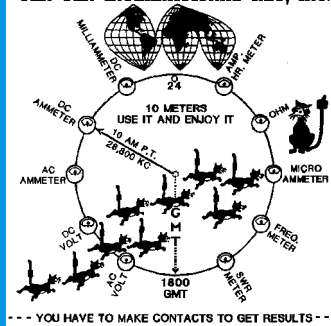 DC
MILLIAMMETER
AMP.
HR. METER
24
DC
AMMETER
10 METERS
USE IT AND ENJOY IT
OHM
10 AM P.T.
28,800 KC
AC
AMMETER
MICRO
AMMETER
GMT
DC
VOLT
FREQ.
METER
AC
VOLT
1800
GMT
SWR
METER
- - - YOU HAVE TO MAKE CONTACTS TO GET RESULTS - - -